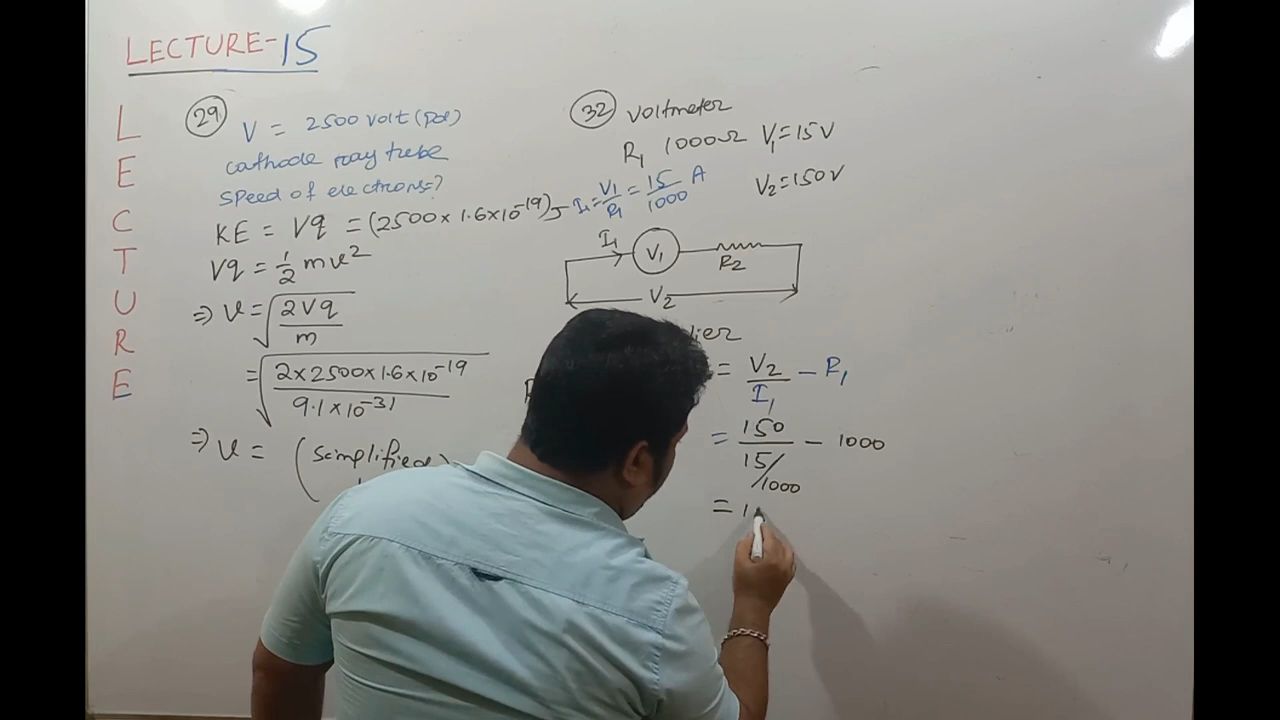 LECTURE-15
LECTURE
29
V = 2500 volt (pd)
cathode ray tube
speed of electrons=?
KE = Vq = (2500×1.6×10⁻¹⁹)J
Vq = 1/2 mv²
⇒ v = √(2Vq/m)
= √(2×2500×1.6×10⁻¹⁹/9.1×10⁻³¹)
⇒ v = (simplified)
32 voltmeter
R₁ 1000Ω V₁=15V
I₁ = V₁/R₁ = 15/1000 A
V₂=150V
I₁ V₁ R₂
V₂
= V₂/I₁ − R₁
= 150/15/1000 − 1000
= 1